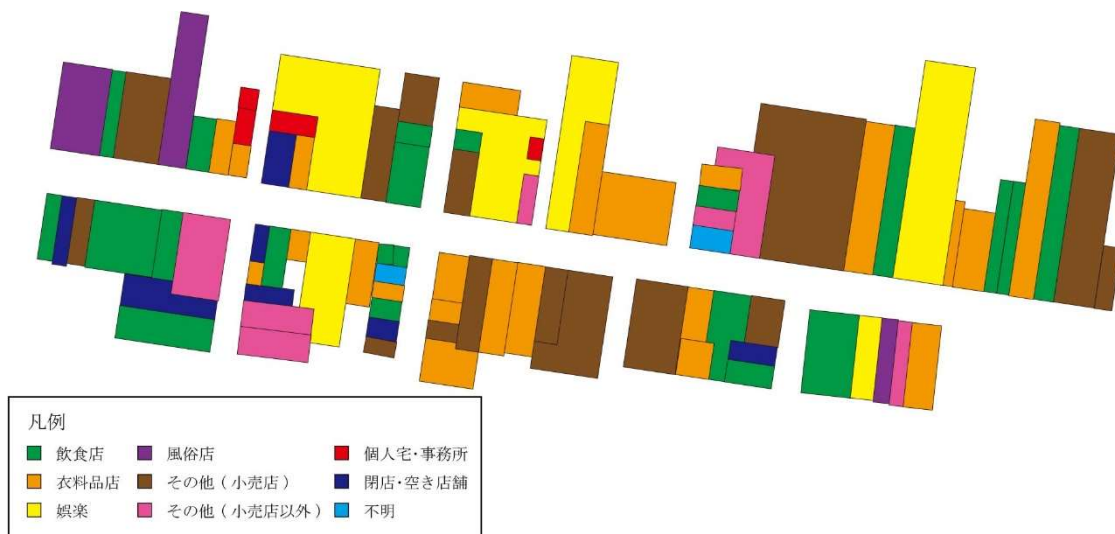 凡例
飲食店 風俗店 個人宅・事務所
衣料品店 その他（小売店） 閉店・空き店舗
娯楽 その他（小売店以外） 不明